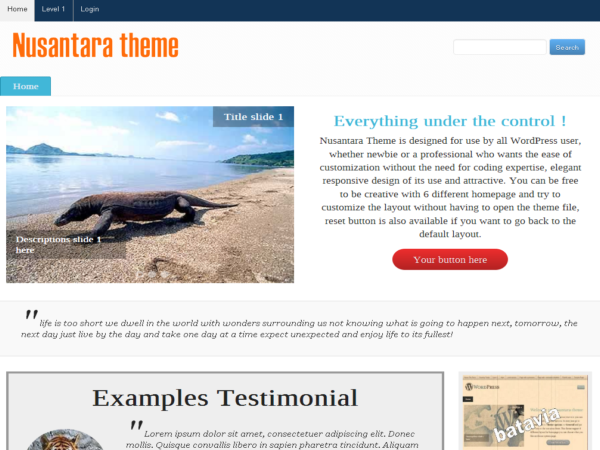 Home Level 1 Login
Nusantara theme
Search
Home
Title slide 1
Descriptions slide 1
here
Everything under the control !
Nusantara Theme is designed for use by all WordPress user,
whether newbie or a professional who wants the ease of
customization without the need for coding expertise, elegant
responsive design of its use and attractive. You can be free
to be creative with 6 different homepage and try to
customize the layout without having to open the theme file,
reset button is also available if you want to go back to the
default layout.
Your button here
" life is too short we dwell in the world with wonders surrounding us not knowing what is going to happen next, tomorrow, the
next day just live by the day and take one day at a time expect unexpected and enjoy life to its fullest!
Examples Testimonial
" Lorem ipsum dolor sit amet, consectetuer adipiscing elit. Donec
mollis. Quisque convallis libero in sapien pharetra tincidunt. Aliquam
WORDPRESS
batavia